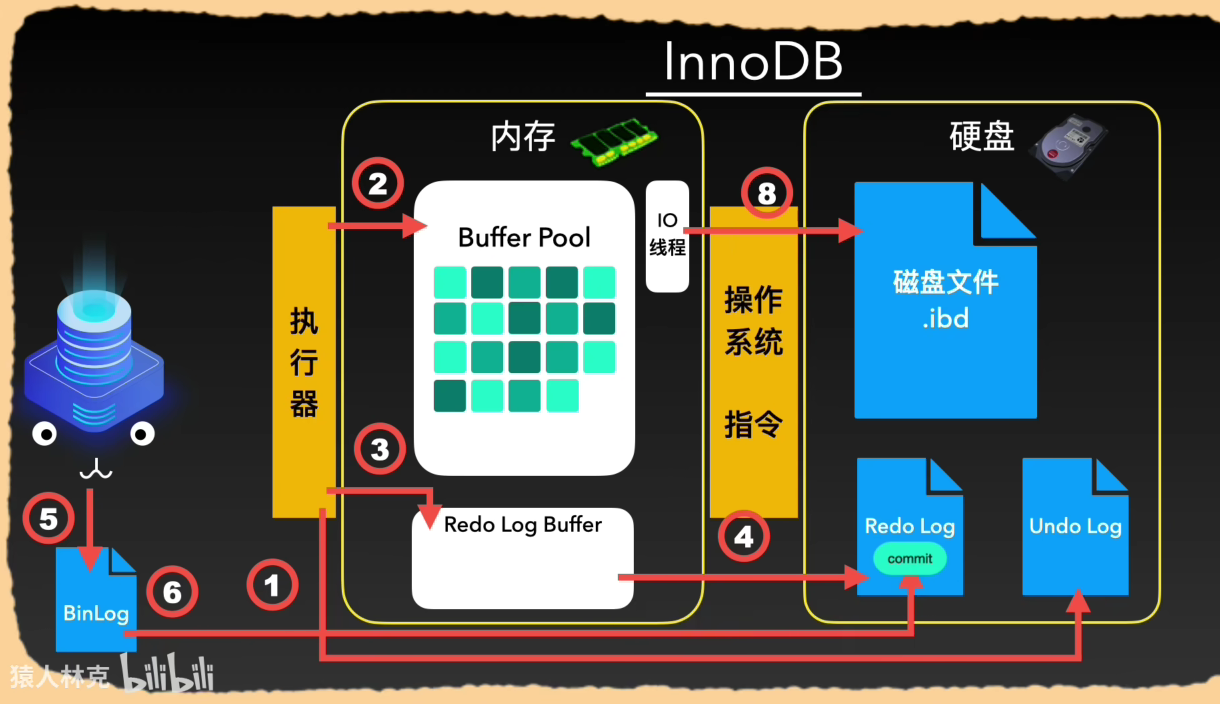 InnoDB
内存
硬盘
2
8
IO
线程
Buffer Pool
磁盘文件
.ibd
执
行
器
操作
系统
指令
3
5
Redo Log Buffer
4
Redo Log
commit
Undo Log
6
1
BinLog
猿人林克 bilibili